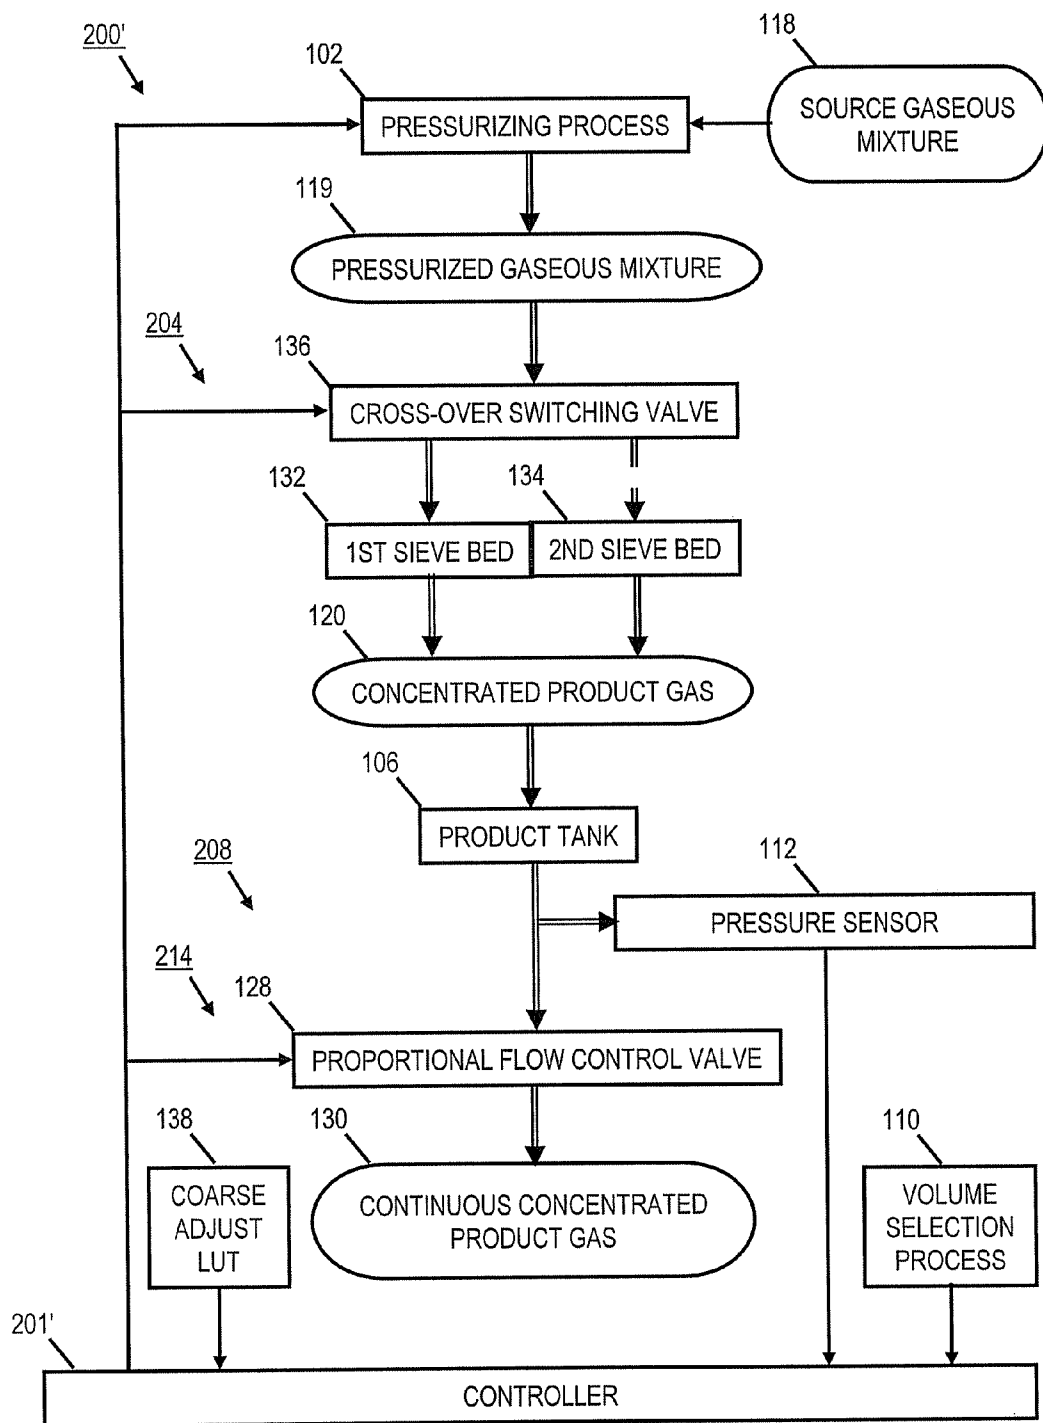 200'
102
118
PRESSURIZING PROCESS
SOURCE GASEOUS
MIXTURE
119
PRESSURIZED GASEOUS MIXTURE
204
136
CROSS-OVER SWITCHING VALVE
132
134
1ST SIEVE BED
2ND SIEVE BED
120
CONCENTRATED PRODUCT GAS
106
PRODUCT TANK
208
112
PRESSURE SENSOR
214
128
PROPORTIONAL FLOW CONTROL VALVE
138
130
110
COARSE
ADJUST
LUT
CONTINUOUS CONCENTRATED
PRODUCT GAS
VOLUME
SELECTION
PROCESS
201'
CONTROLLER